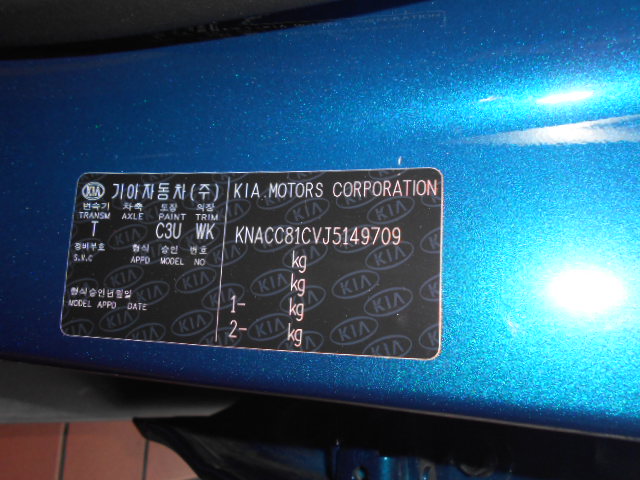 KIA 기아자동차(주)
변속기 차축 도장 의장
TRANSM AXLE PAINT TRIM
T C3U WK
정비부호 형식 승인 번호
S.R.C APPD MODEL NO
형식승인년월일
MODEL APPD DATE
KIA MOTORS CORPORATION
KNACC81CVJ5149709
kg
kg
1- kg
2- kg